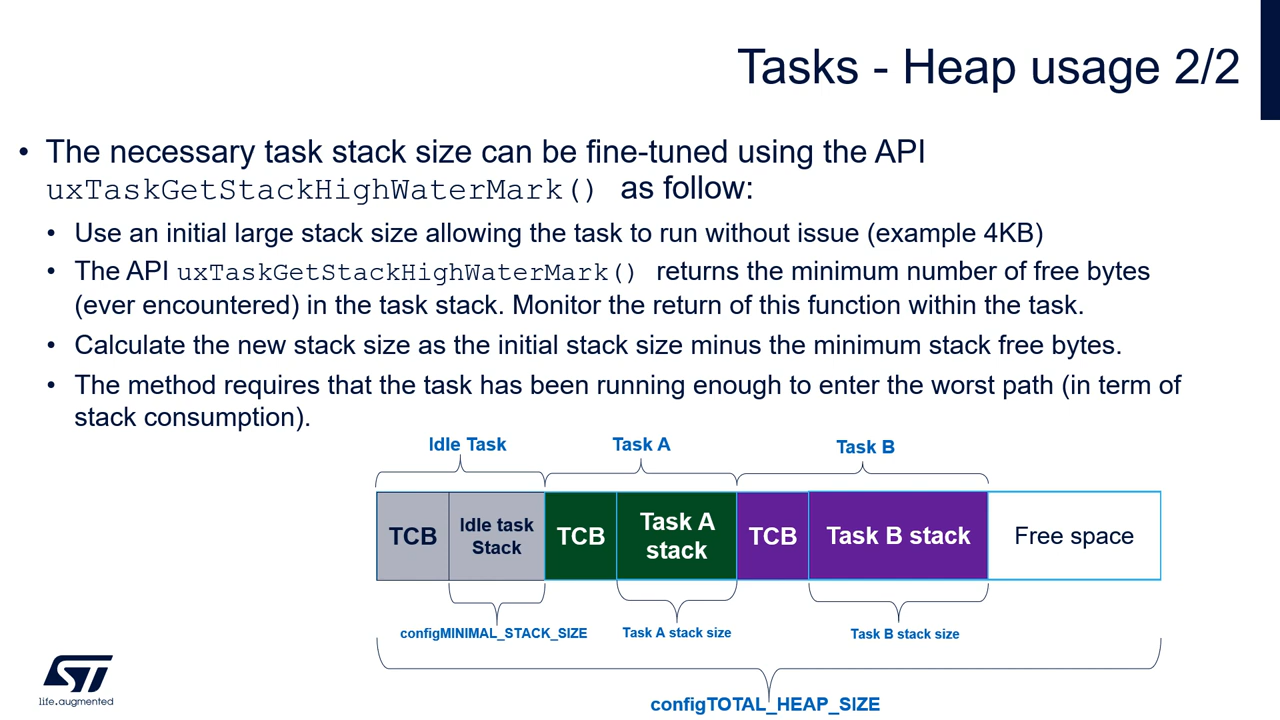 Tasks - Heap usage 2/2
• The necessary task stack size can be fine-tuned using the API
uxTaskGetStackHighWaterMark() as follow:
• Use an initial large stack size allowing the task to run without issue (example 4KB)
• The API uxTaskGetStackHighWaterMark() returns the minimum number of free bytes
(ever encountered) in the task stack. Monitor the return of this function within the task.
• Calculate the new stack size as the initial stack size minus the minimum stack free bytes.
• The method requires that the task has been running enough to enter the worst path (in term of
stack consumption).
Idle Task
Task A
Task B
TCB
Idle task
Stack
TCB
Task A
stack
TCB
Task B stack
Free space
configMINIMAL_STACK_SIZE
Task A stack size
Task B stack size
configTOTAL_HEAP_SIZE
ST
life.augmented